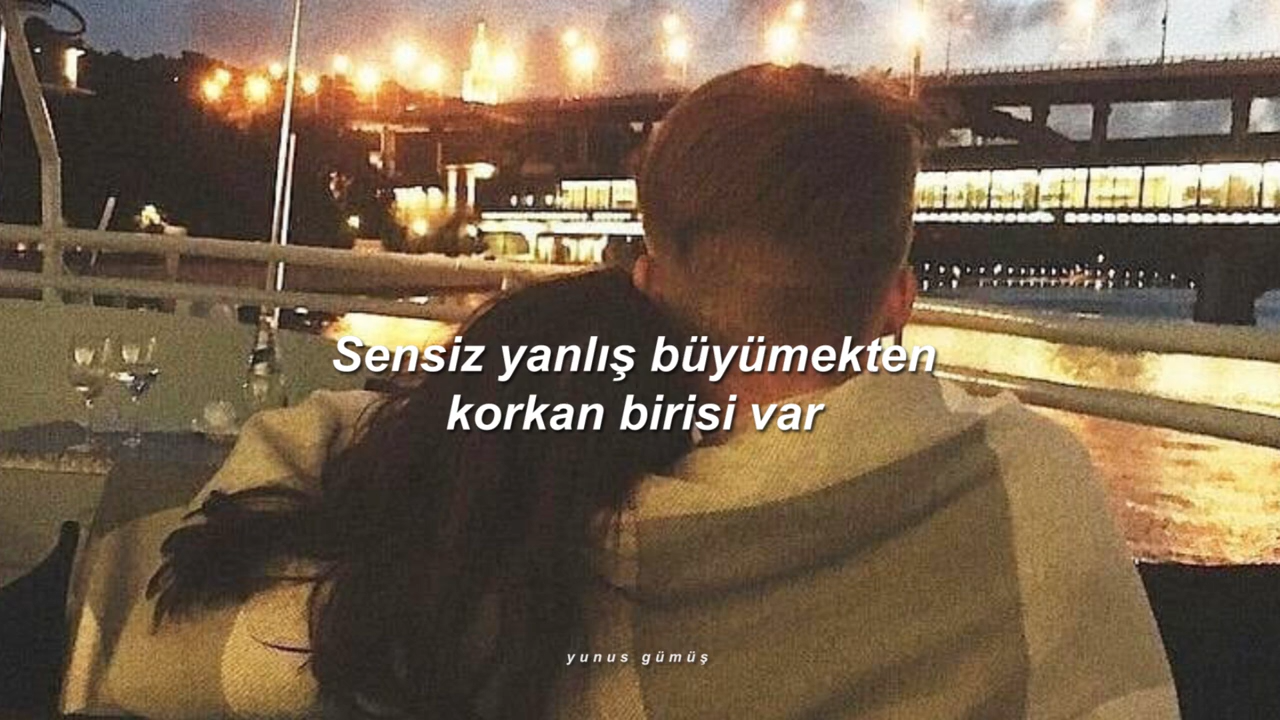 Sensiz yanlış büyümekten
korkan birisi var
yunus gümüş